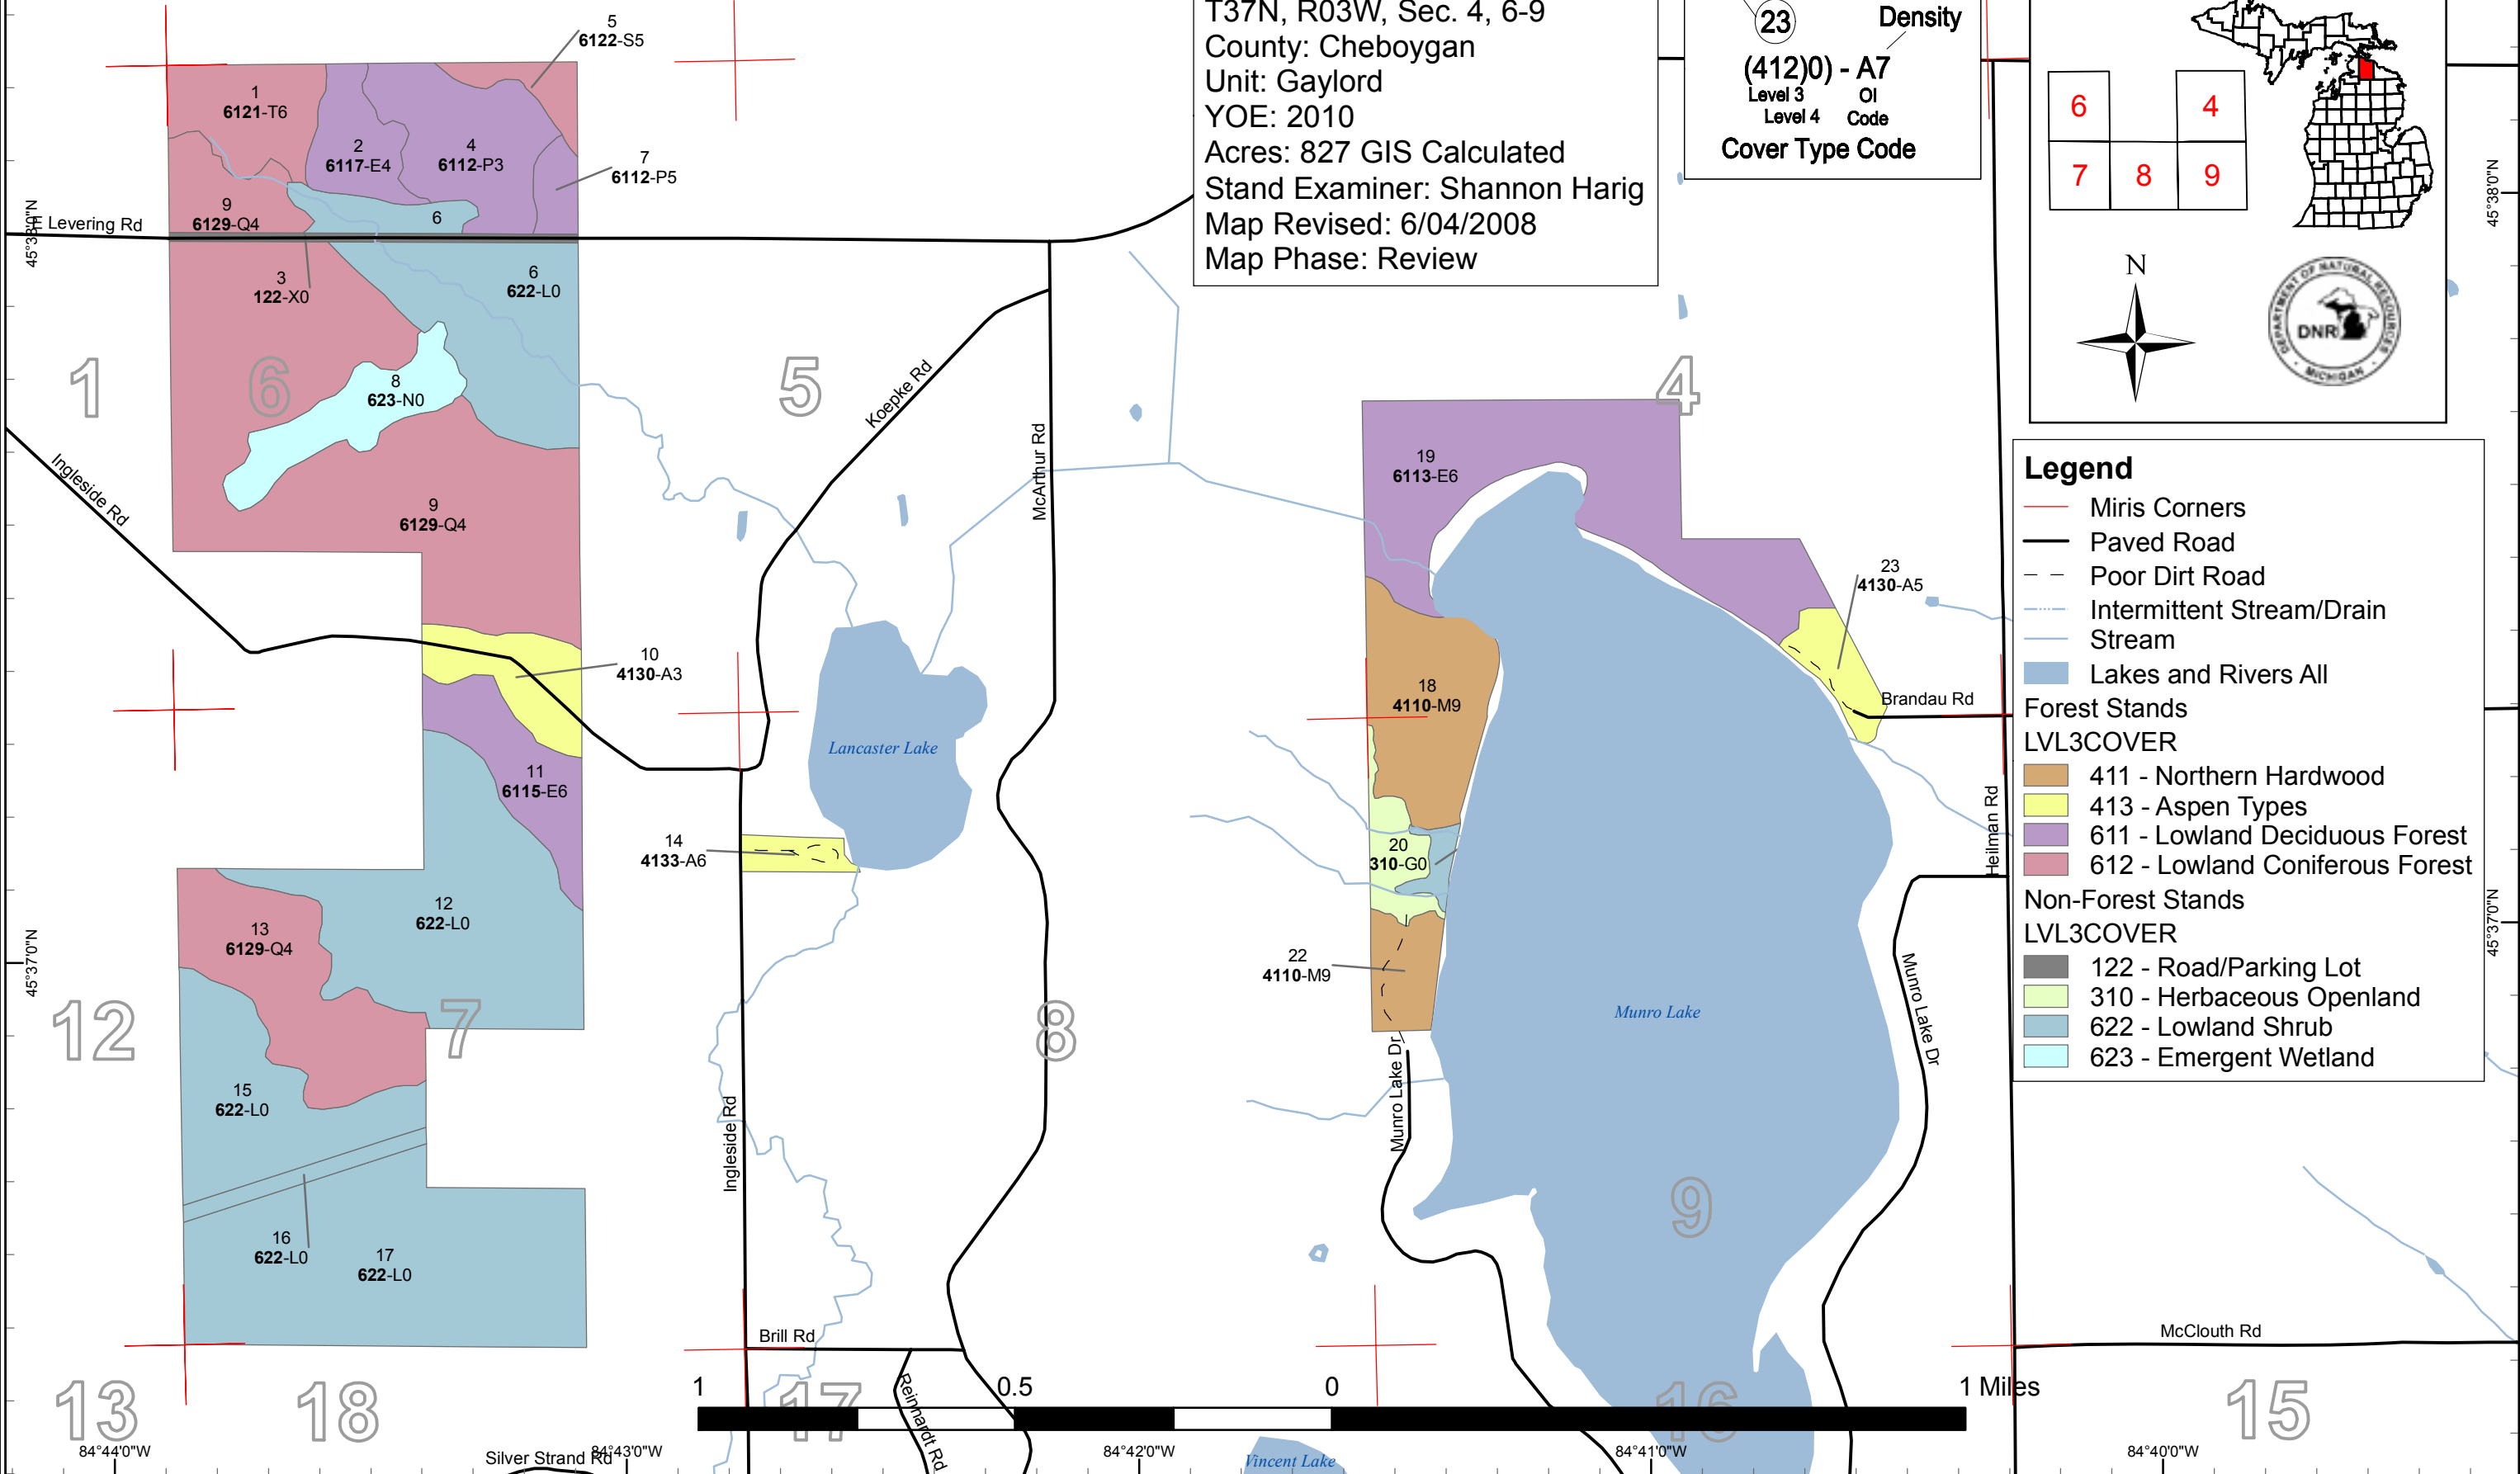 T37N, R03W, Sec. 4, 6-9
County: Cheboygan
Unit: Gaylord
YOE: 2010
Acres: 827 GIS Calculated
Stand Examiner: Shannon Harig
Map Revised: 6/04/2008
Map Phase: Review
23
Density
(412)0) - A7
Level 3 OI
Level 4 Code
Cover Type Code
6
4
7
8
9
N
DEPARTMENT OF NATURAL RESOURCES
DNR
MICHIGAN
Legend
Miris Corners
Paved Road
Poor Dirt Road
Intermittent Stream/Drain
Stream
Lakes and Rivers All
Forest Stands
LVL3COVER
411 - Northern Hardwood
413 - Aspen Types
611 - Lowland Deciduous Forest
612 - Lowland Coniferous Forest
Non-Forest Stands
LVL3COVER
122 - Road/Parking Lot
310 - Herbaceous Openland
622 - Lowland Shrub
623 - Emergent Wetland
5
6122-S5
1
6121-T6
2
6117-E4
4
6112-P3
7
6112-P5
9
6129-Q4
6
E Levering Rd
3
122-X0
6
622-L0
8
623-N0
9
6129-Q4
10
4130-A3
11
6115-E6
12
622-L0
13
6129-Q4
14
4133-A6
15
622-L0
16
622-L0
17
622-L0
18
4110-M9
19
6113-E6
20
310-G0
22
4110-M9
23
4130-A5
1
6
5
4
12
7
8
9
13
18
17
16
15
Ingleside Rd
Koepke Rd
McArthur Rd
Lancaster Lake
Brandau Rd
Heilman Rd
Munro Lake
Munro Lake Dr
Munro Lake Dr
Ingleside Rd
Brill Rd
Reinhardt Rd
McClouth Rd
Silver Strand Rd
Vincent Lake
1 0.5 0 1 Miles
45°38'0"N
45°38'0"N
45°37'0"N
45°37'0"N
84°44'0"W
84°43'0"W
84°42'0"W
84°41'0"W
84°40'0"W